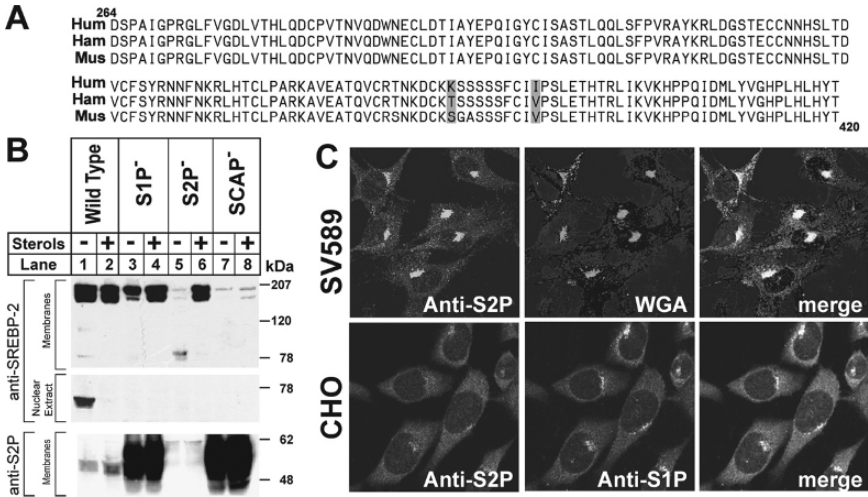 A
264
Hum DSPAIGPRGLFVGDLVTHLQDCPVTNVQDWNECLDTIAYEPQIGYCISASTLQQLSFPVRAYKRLDGSTECCNNHSLTD
Ham DSPAIGPRGLFVGDLVTHLQDCPVTNVQDWNECLDTIAYEPQIGYCISASTLQQLSFPVRAYKRLDGSTECCNNHSLTD
Mus DSPAIGPRGLFVGDLVTHLQDCPVTNVQDWNECLDTIAYEPQIGYCISASTLQQLSFPVRAYKRLDGSTECCNNHSLTD
Hum VCFSYRNNFNKRLHTCLPARKAVEATQVCRTNKDCKKSSSSSFCIIPSLETHTRLIKVKHPPQIDMLYVGHPLHLHYT
Ham VCFSYRNNFNKRLHTCLPARKAVEATQVCRTNKDCKTSSSSSFCIVPSLETHTRLIKVKHPPQIDMLYVGHPLHLHYT
Mus VCFSYRNNFNKRLHTCLPARKAVEATQVCRTNKDCKSGASSSFCIVPSLETHTRLIKVKHPPQIDMLYVGHPLHLHYT
420
B
Wild Type S1P- S2P- SCAP-
Sterols - + - + - + - +
Lane 1 2 3 4 5 6 7 8 kDa
anti-SREBP-2
Membranes
207
120
78
Nuclear
Extract
78
anti-S2P
Membranes
62
48
C
SV589
Anti-S2P
WGA
merge
CHO
Anti-S2P
Anti-S1P
merge